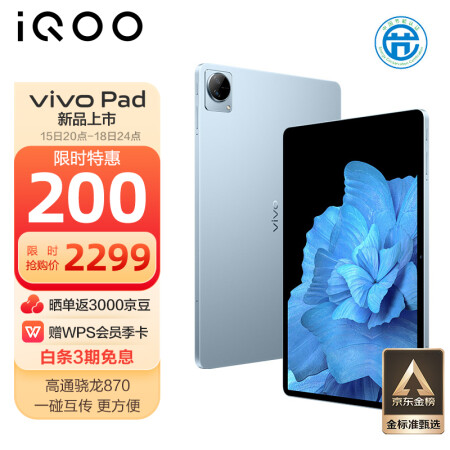 iQOO
vivo Pad
新品上市
15日20点-18日24点
限时特惠
200
限 时
抢购价
2299
晒单返3000京豆
赠WPS会员季卡
白条3期免息
高通骁龙870
一碰互传 更方便
vivo
京东金榜
金标准甄选